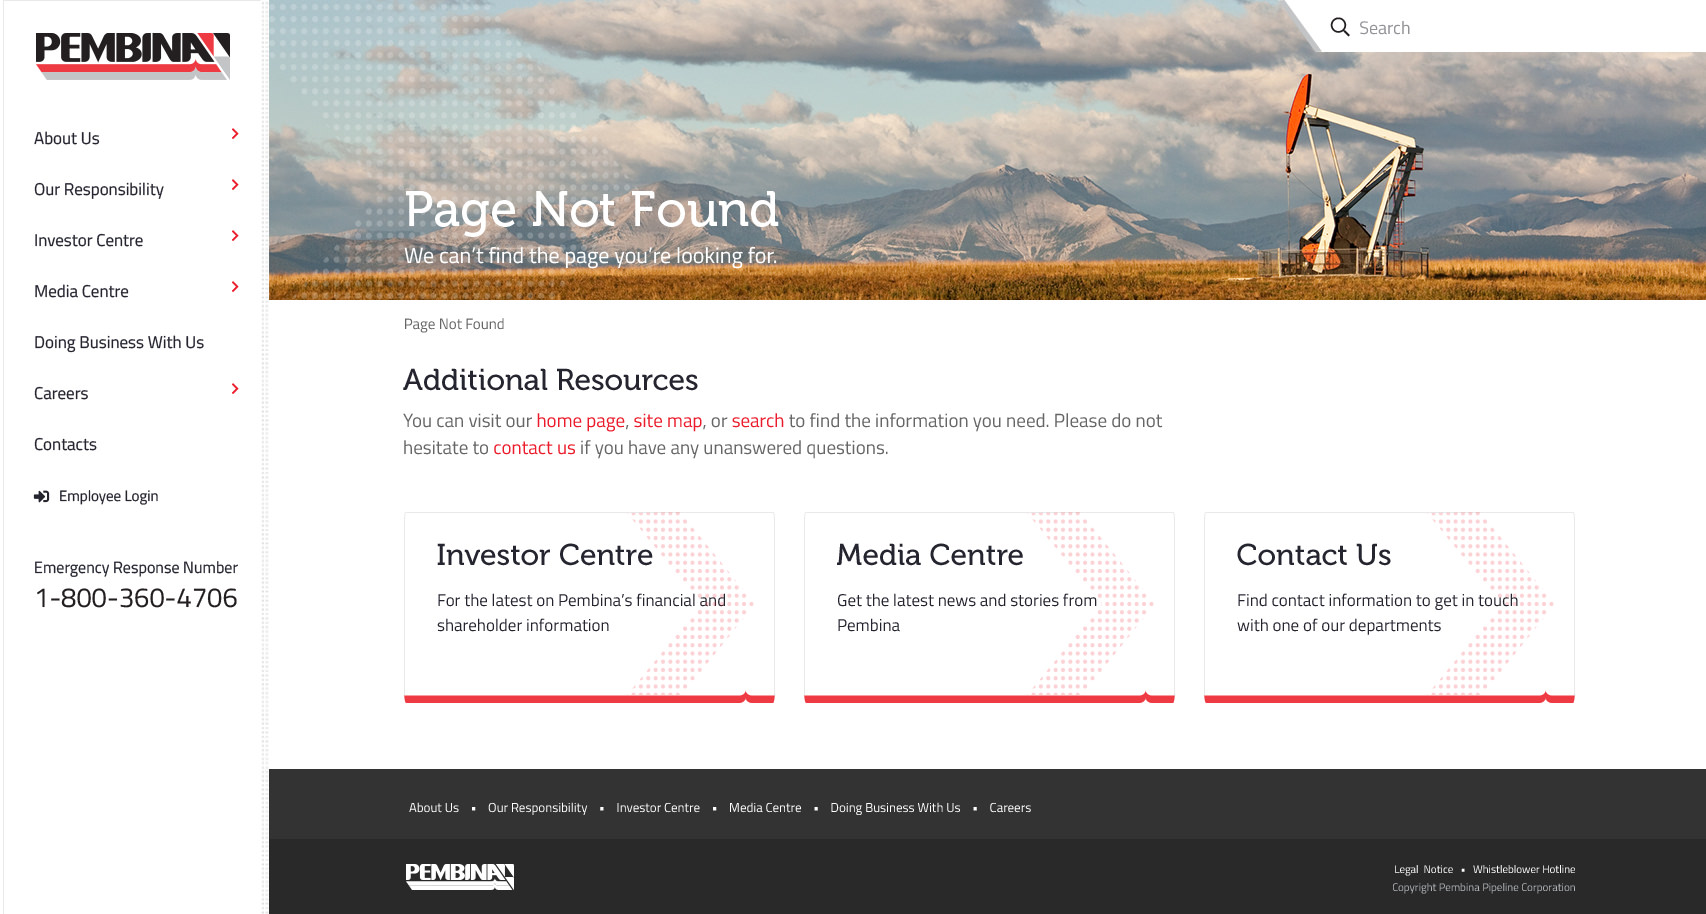 PEMBINA
About Us
Our Responsibility
Investor Centre
Media Centre
Doing Business With Us
Careers
Contacts
Employee Login
Emergency Response Number
1-800-360-4706
Search
Page Not Found
We can’t find the page you’re looking for.
Page Not Found
Additional Resources
You can visit our home page, site map, or search to find the information you need. Please do not
hesitate to contact us if you have any unanswered questions.
Investor Centre
For the latest on Pembina’s financial and
shareholder information
Media Centre
Get the latest news and stories from
Pembina
Contact Us
Find contact information to get in touch
with one of our departments
About Us • Our Responsibility • Investor Centre • Media Centre • Doing Business With Us • Careers
PEMBINA
Legal Notice • Whistleblower Hotline
Copyright Pembina Pipeline Corporation